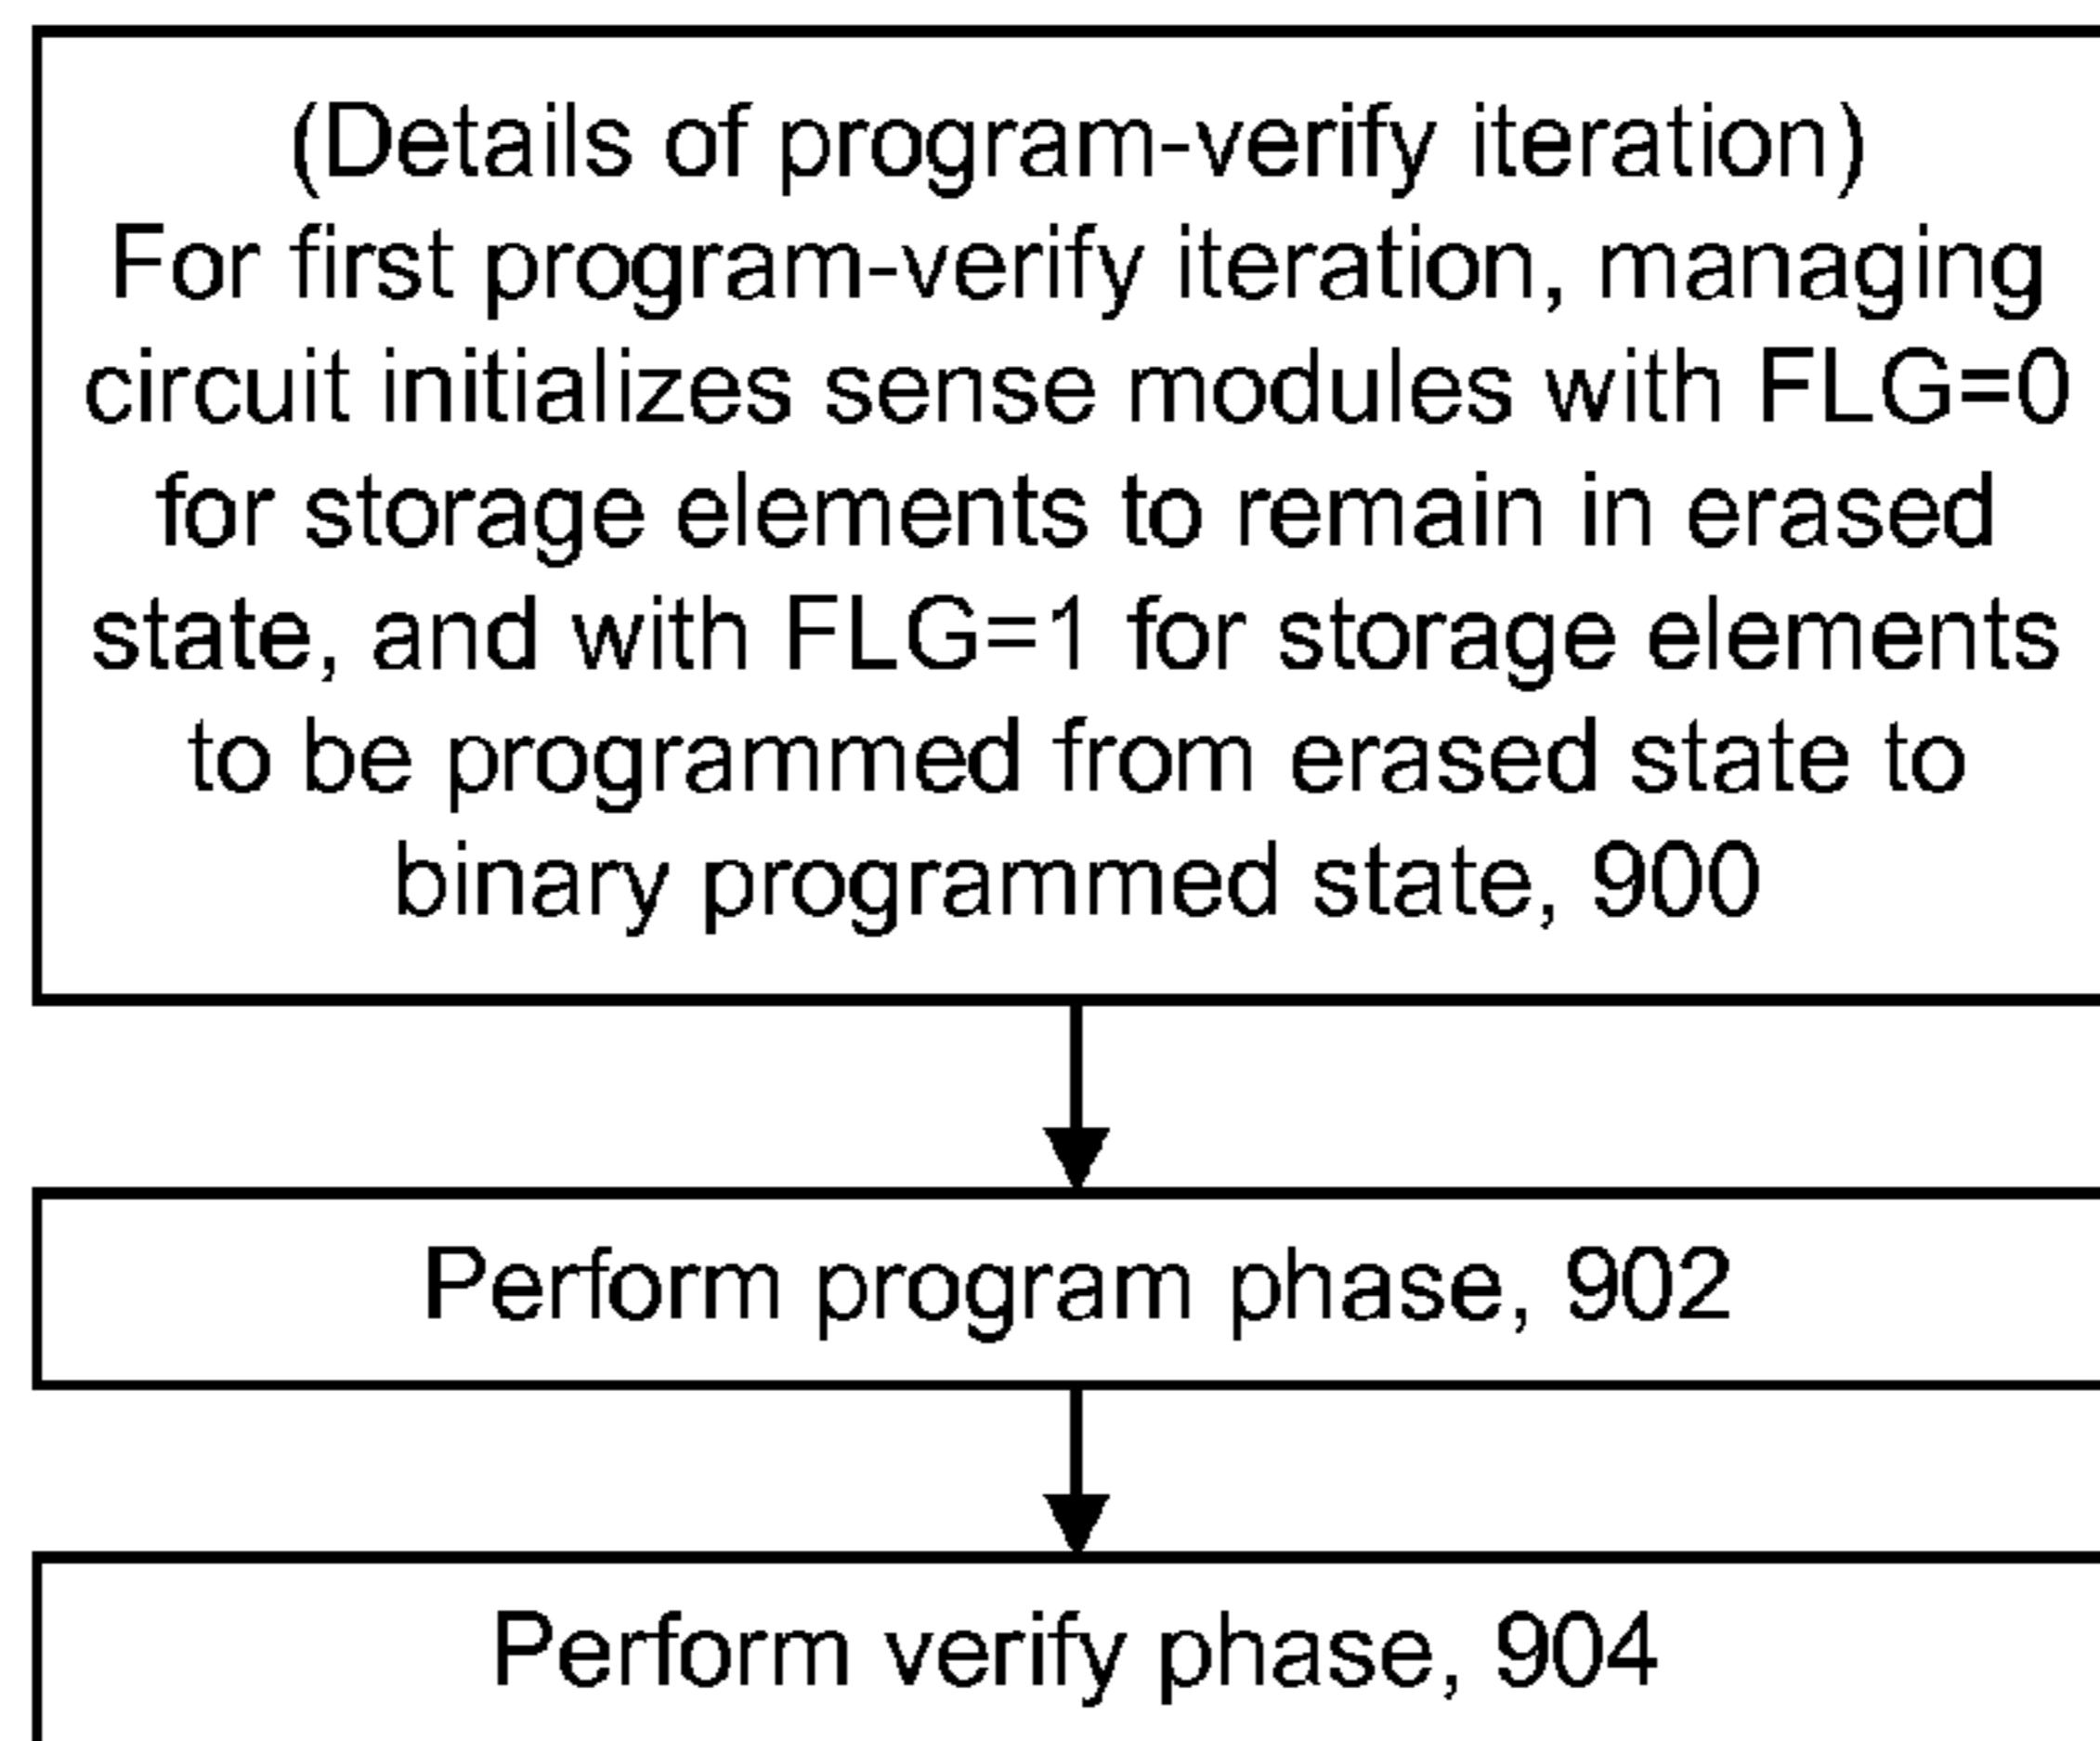 (Details of program-verify iteration)
For first program-verify iteration, managing
circuit initializes sense modules with FLG=0
for storage elements to remain in erased
state, and with FLG=1 for storage elements
to be programmed from erased state to
binary programmed state, 900
Perform program phase, 902
Perform verify phase, 904